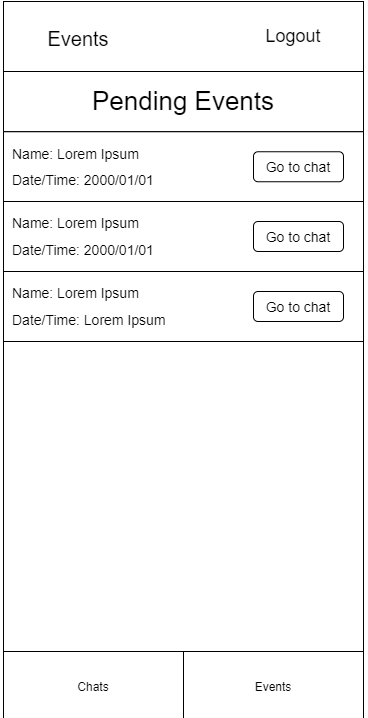 Events
Logout
Pending Events
Name: Lorem Ipsum
Date/Time: 2000/01/01
Go to chat
Name: Lorem Ipsum
Date/Time: 2000/01/01
Go to chat
Name: Lorem Ipsum
Date/Time: Lorem Ipsum
Go to chat
Chats
Events